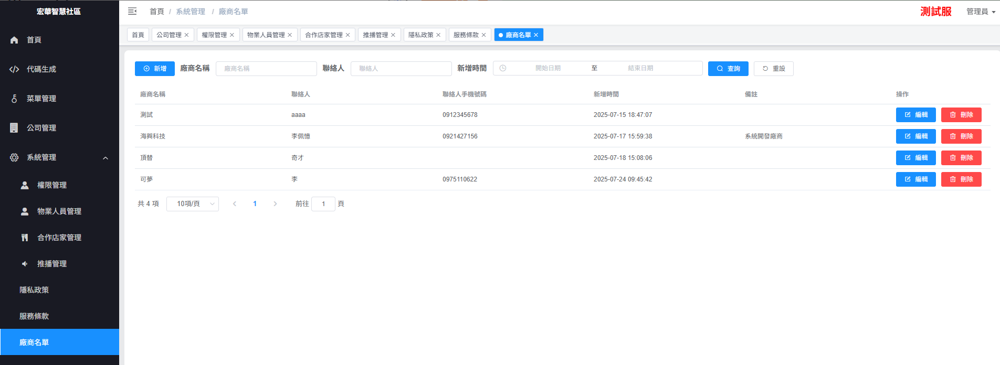 宏華智慧社區
首頁 / 系統管理 / 廠商名單
測試服 管理員
首頁 公司管理 權限管理 物業人員管理 合作店家管理 推播管理 隱私政策 服務條款 廠商名單
首頁
代碼生成
菜單管理
公司管理
系統管理
權限管理
物業人員管理
合作店家管理
推播管理
隱私政策
服務條款
廠商名單
新增 廠商名稱 廠商名稱 聯絡人 聯絡人 新增時間 開始日期 至 結束日期 查詢 重設
廠商名稱 聯絡人 聯絡人手機號碼 新增時間 備註 操作
測試 aaaa 0912345678 2025-07-15 18:47:07 編輯 刪除
海興科技 李佩憶 0921427156 2025-07-17 15:59:38 系統開發廠商 編輯 刪除
頂替 奇才 2025-07-18 15:08:06 編輯 刪除
可夢 李 0975110622 2025-07-24 09:45:42 編輯 刪除
共 4 項 10項/頁 1 前往 1 頁